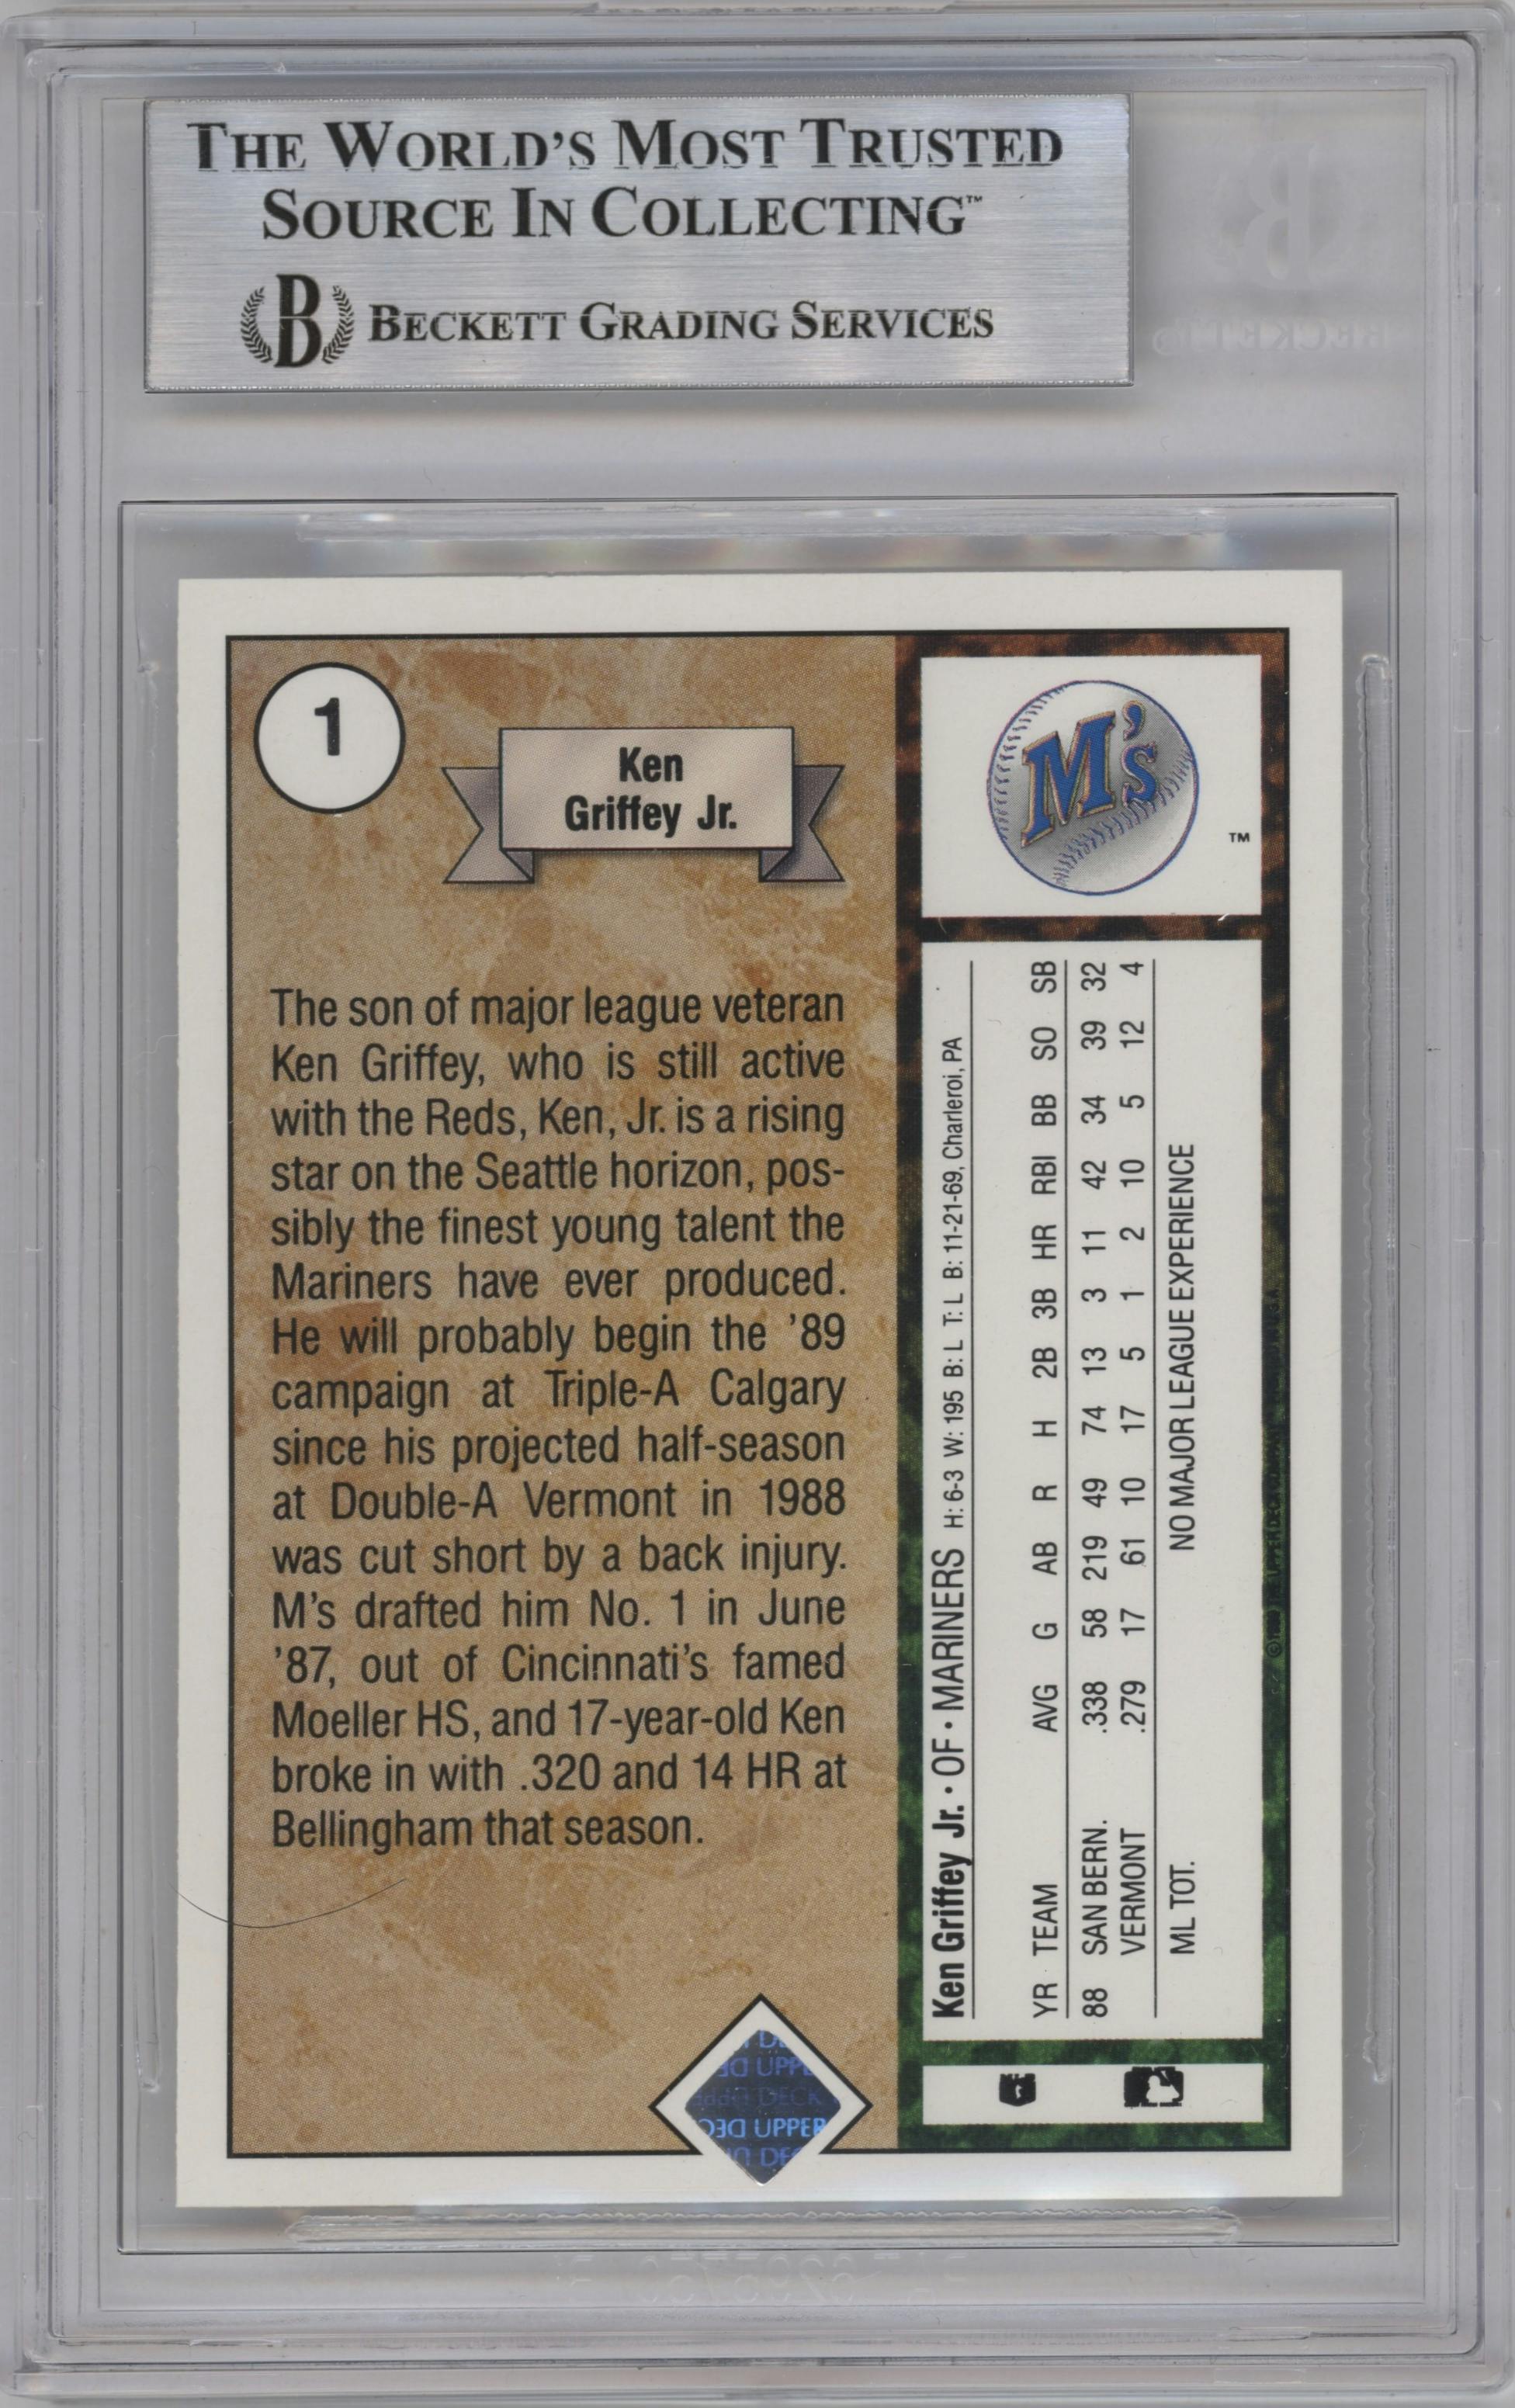 THE WORLD'S MOST TRUSTED
SOURCE IN COLLECTING™
B BECKETT GRADING SERVICES
1
Ken
Griffey Jr.
The son of major league veteran
Ken Griffey, who is still active
with the Reds, Ken, Jr. is a rising
star on the Seattle horizon, pos-
sibly the finest young talent the
Mariners have ever produced.
He will probably begin the '89
campaign at Triple-A Calgary
since his projected half-season
at Double-A Vermont in 1988
was cut short by a back injury.
M's drafted him No. 1 in June
'87, out of Cincinnati's famed
Moeller HS, and 17-year-old Ken
broke in with .320 and 14 HR at
Bellingham that season.
M's
TM
Ken Griffey Jr. • OF • MARINERS H: 6-3 W: 195 B: L T: L B: 11-21-69, Charleroi, PA
YR TEAM AVG G AB R H 2B 3B HR RBI BB SO SB
88 SAN BERN. .338 58 219 49 74 13 3 11 42 34 39 32
VERMONT .279 17 61 10 17 5 1 2 10 5 12 4
ML TOT. NO MAJOR LEAGUE EXPERIENCE
UPPER DECK